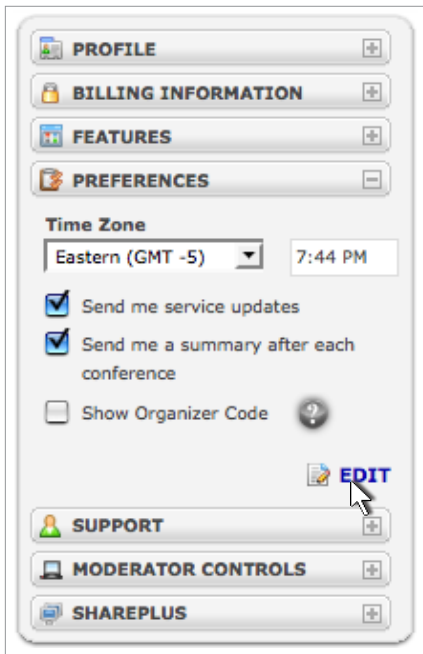 PROFILE
BILLING INFORMATION
FEATURES
PREFERENCES
Time Zone
Eastern (GMT -5) 7:44 PM
Send me service updates
Send me a summary after each
conference
Show Organizer Code ?
EDIT
SUPPORT
MODERATOR CONTROLS
SHAREPLUS